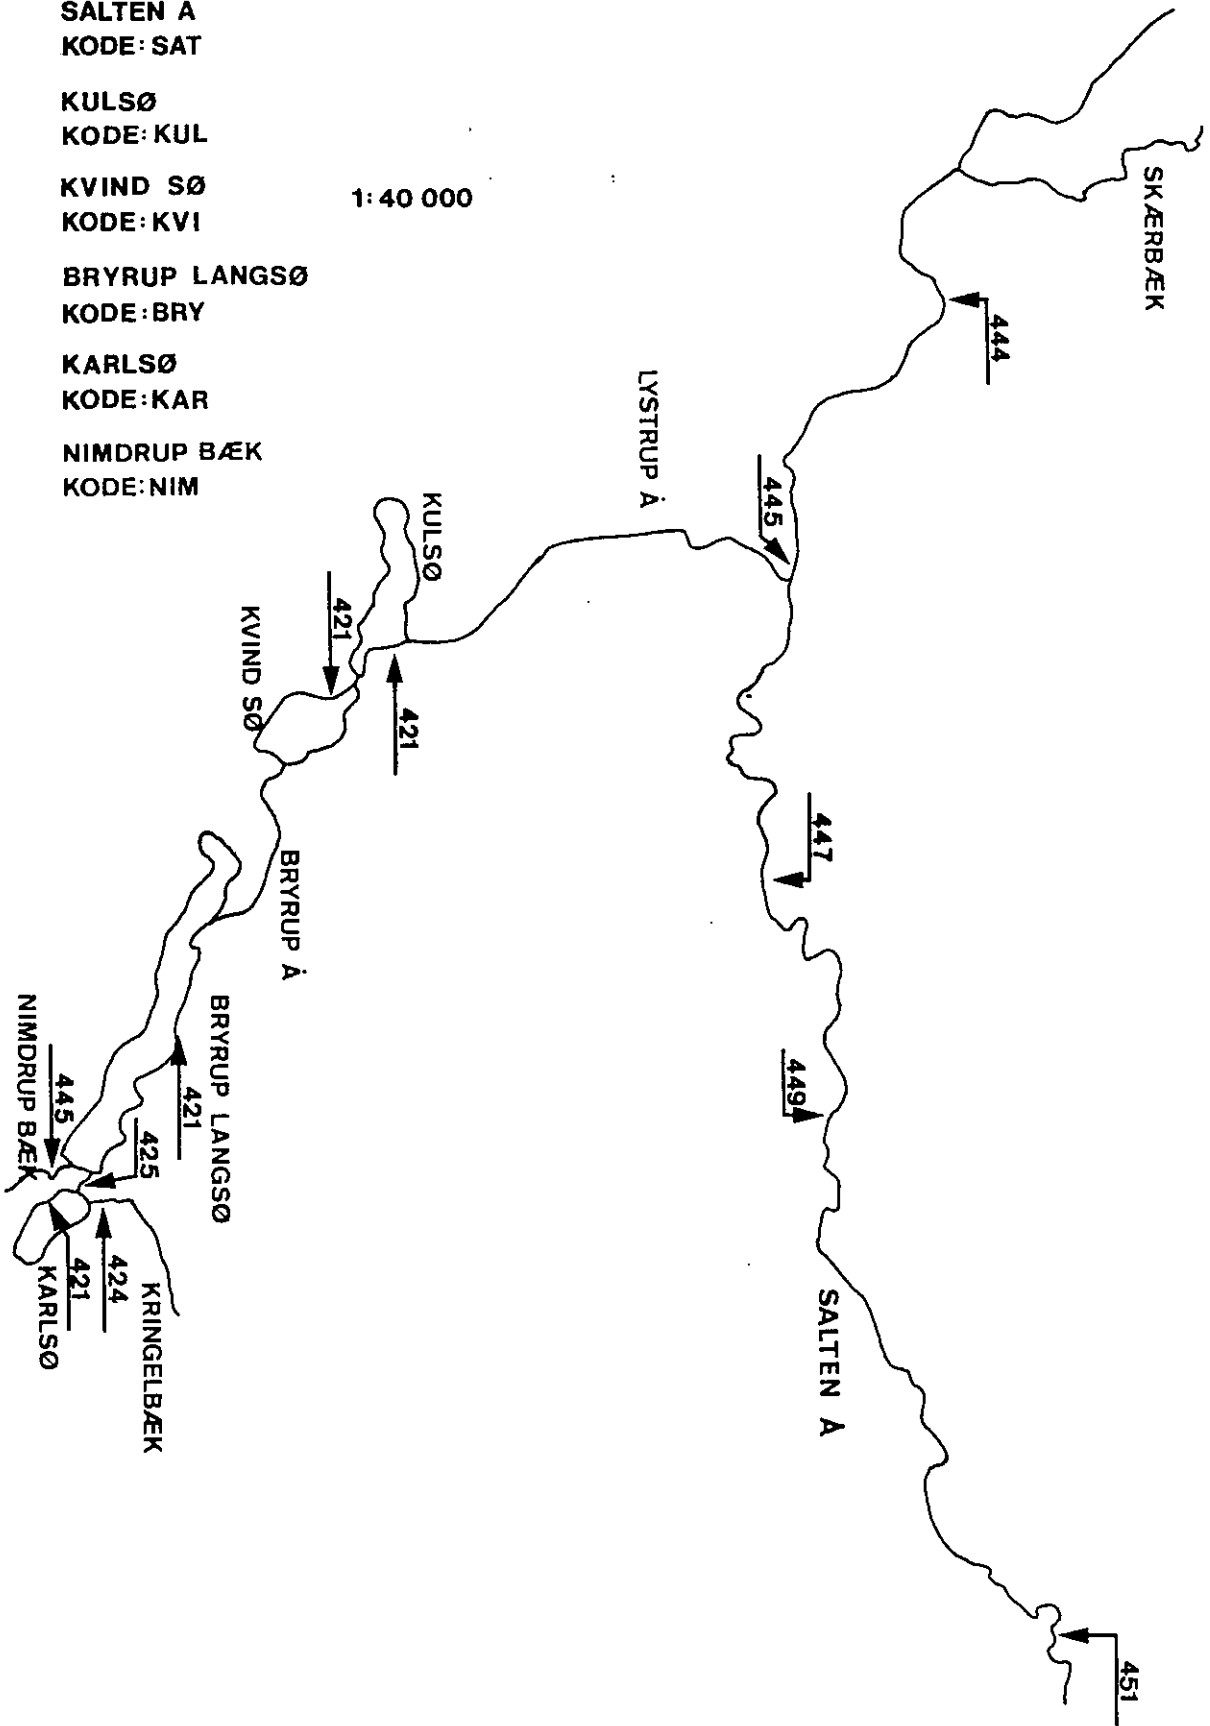 SALTEN Å
KODE: SAT
KULSØ
KODE: KUL
KVIND SØ
KODE: KVI
1: 40 000
BRYRUP LANGSØ
KODE: BRY
KARLSØ
KODE: KAR
NIMDRUP BÆK
KODE: NIM
SKÆRBÆK
444
LYSTRUP Å
445
KULSØ
421
KVIND SØ
421
447
BRYRUP Å
BRYRUP LANGSØ
421
449
NIMDRUP BÆK
445
425
424
421
KARLSØ
KRINGELBÆK
SALTEN Å
451